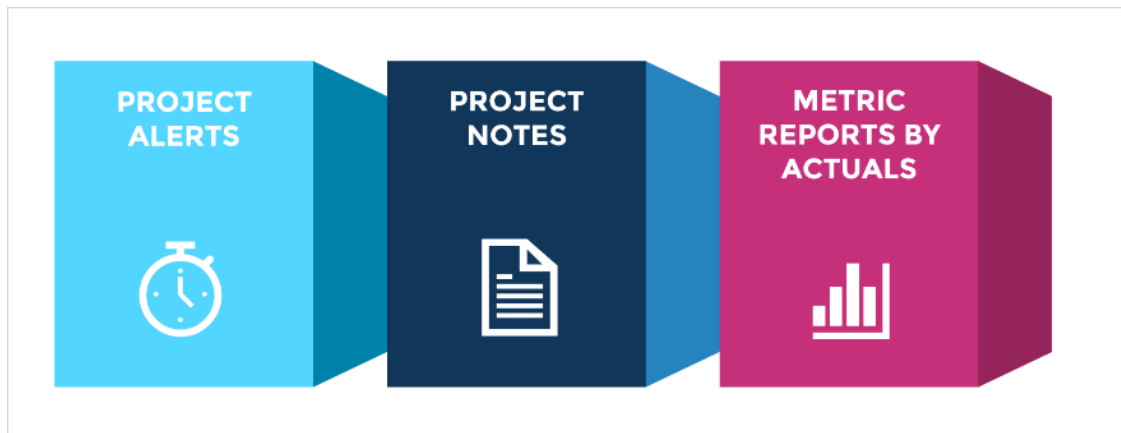 PROJECT
ALERTS
PROJECT
NOTES
METRIC
REPORTS BY
ACTUALS